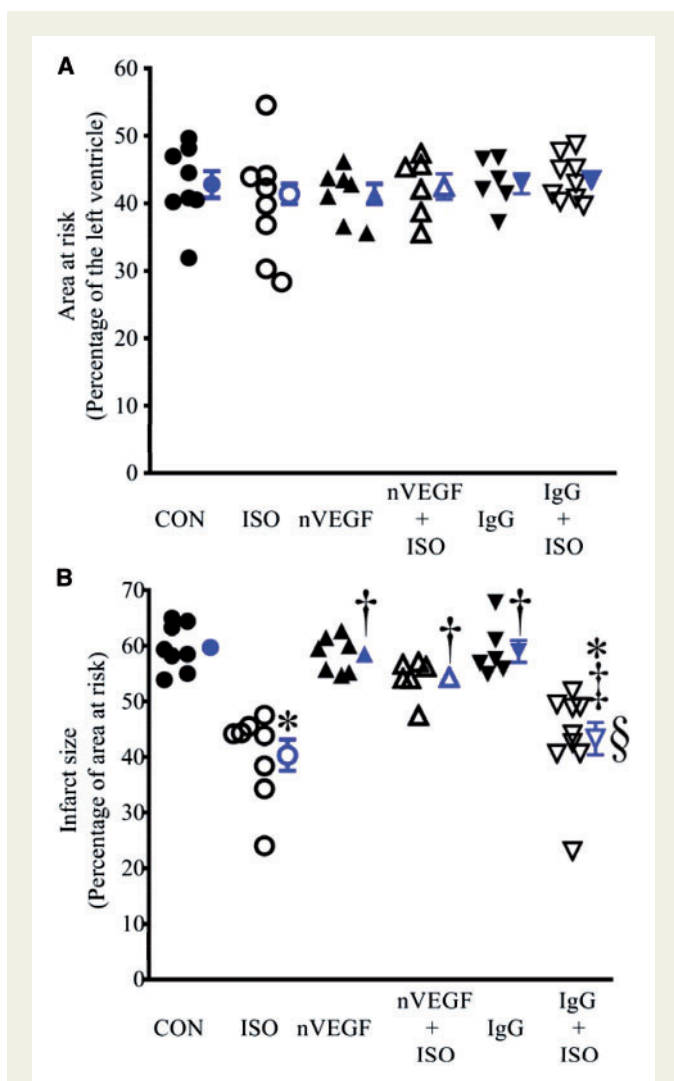 A
Area at risk
(Percentage of the left ventricle)
60
50
40
30
20
10
0
CON ISO nVEGF nVEGF + ISO IgG IgG + ISO
B
Infarct size
(Percentage of area at risk)
70
60
50
40
30
20
10
0
* † † † * ‡ §
CON ISO nVEGF nVEGF + ISO IgG IgG + ISO